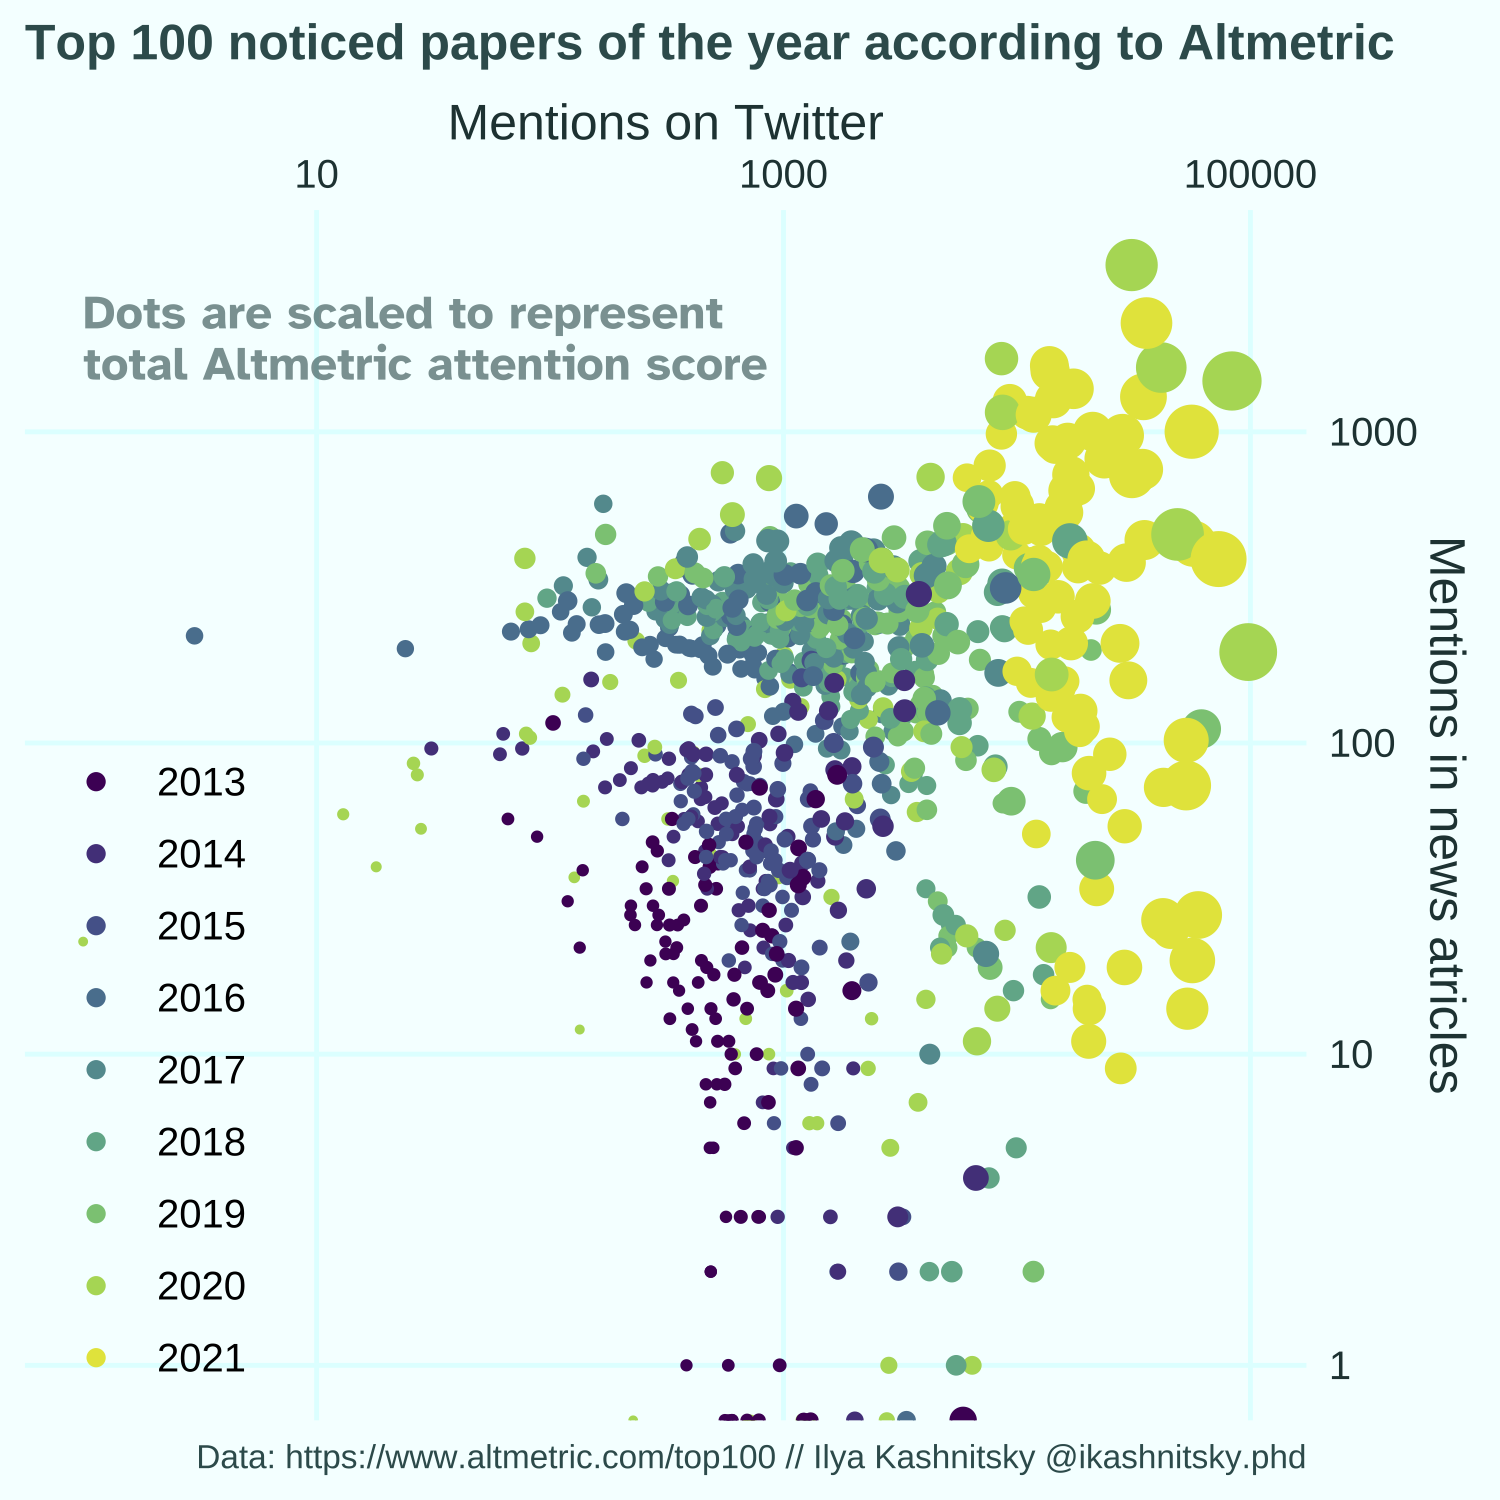 Top 100 noticed papers of the year according to Altmetric
Mentions on Twitter
10 1000 100000
Dots are scaled to represent
total Altmetric attention score
1000
100
10
1
Mentions in news atricles
2013
2014
2015
2016
2017
2018
2019
2020
2021
Data: https://www.altmetric.com/top100 // Ilya Kashnitsky @ikashnitsky.phd